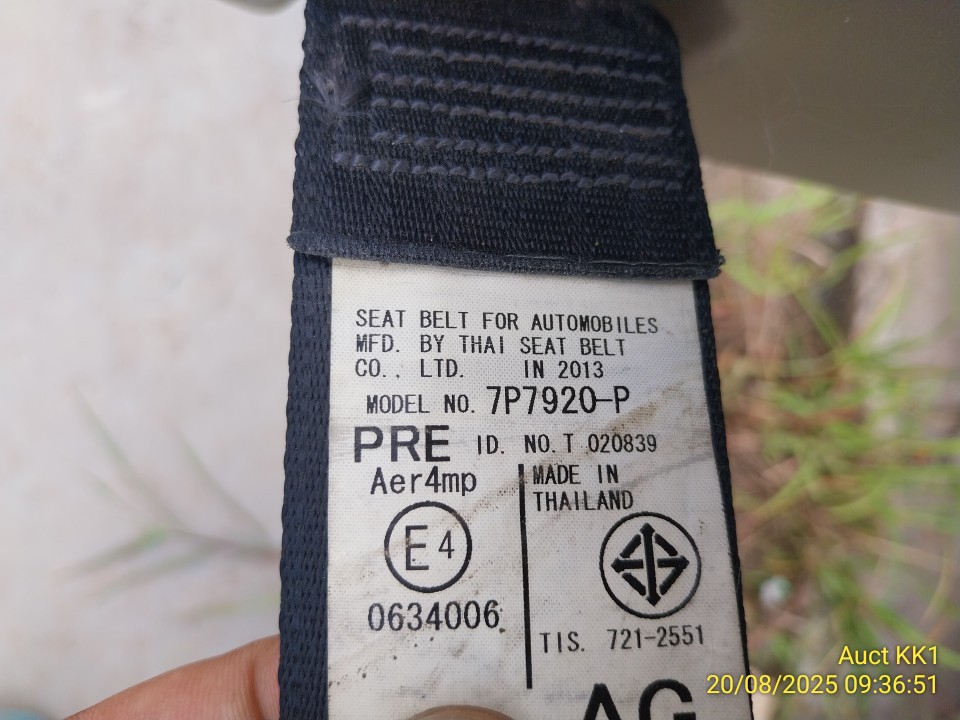 SEAT BELT FOR AUTOMOBILES
MFD. BY THAI SEAT BELT
CO., LTD. IN 2013
MODEL NO. 7P7920-P
PRE ID. NO. T 020839
Aer4mp
E4
0634006
MADE IN
THAILAND
TIS. 721-2551
AG
Auct KK1
20/08/2025 09:36:51